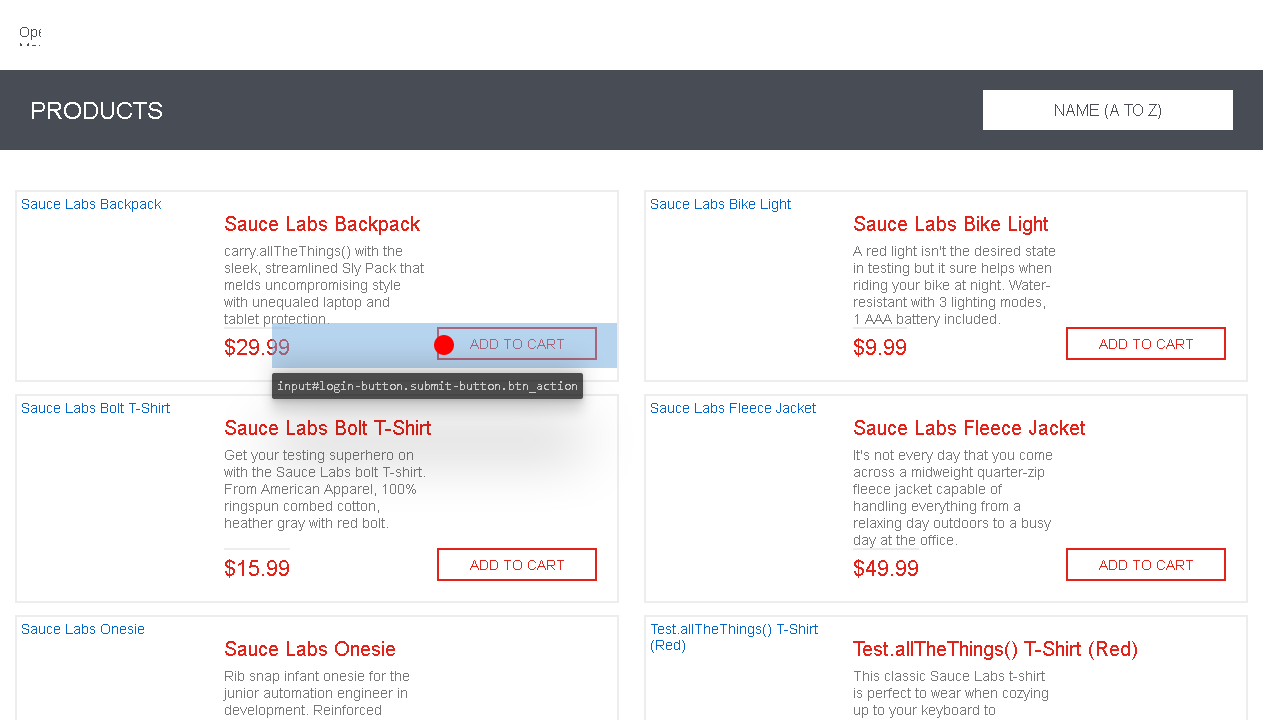 Ope
PRODUCTS
NAME (A TO Z)
Sauce Labs Backpack
Sauce Labs Backpack
carry.allTheThings() with the
sleek, streamlined Sly Pack that
melds uncompromising style
with unequaled laptop and
tablet protection.
$29.99
ADD TO CART
input#login-button.submit-button.btn_action
Sauce Labs Bike Light
Sauce Labs Bike Light
A red light isn't the desired state
in testing but it sure helps when
riding your bike at night. Water-
resistant with 3 lighting modes,
1 AAA battery included.
$9.99
ADD TO CART
Sauce Labs Bolt T-Shirt
Sauce Labs Bolt T-Shirt
Get your testing superhero on
with the Sauce Labs bolt T-shirt.
From American Apparel, 100%
ringspun combed cotton,
heather gray with red bolt.
$15.99
ADD TO CART
Sauce Labs Fleece Jacket
Sauce Labs Fleece Jacket
It's not every day that you come
across a midweight quarter-zip
fleece jacket capable of
handling everything from a
relaxing day outdoors to a busy
day at the office.
$49.99
ADD TO CART
Sauce Labs Onesie
Sauce Labs Onesie
Rib snap infant onesie for the
junior automation engineer in
development. Reinforced
Test.allTheThings() T-Shirt
(Red)
Test.allTheThings() T-Shirt (Red)
This classic Sauce Labs t-shirt
is perfect to wear when cozying
up to your keyboard to